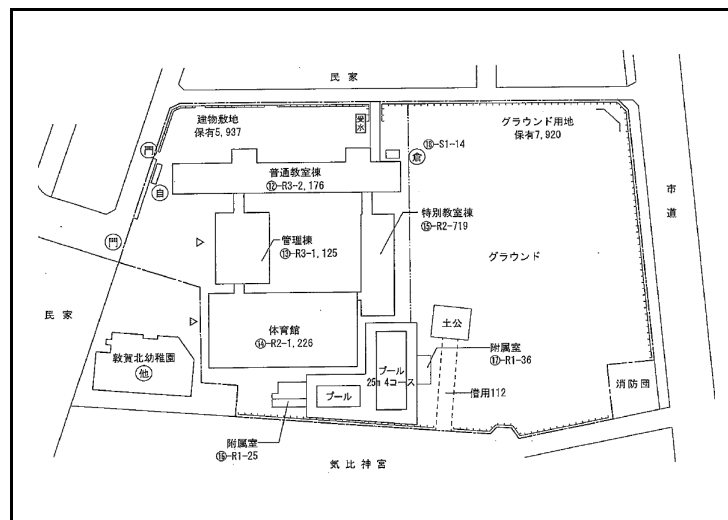 民家
建物敷地
保有5,937
受水
⑱-S1-14
倉
グラウンド用地
保有7,920
門
自
普通教室棟
⑫-R3-2,176
市道
特別教室棟
⑮-R2-719
管理棟
⑬-R3-1,125
門
グラウンド
民家
土公
体育館
⑭-R2-1,226
附属室
⑰-R1-36
敦賀北幼稚園
他
プール
25m 4コース
プール
借用112
消防団
附属室
⑯-R1-25
気比神宮